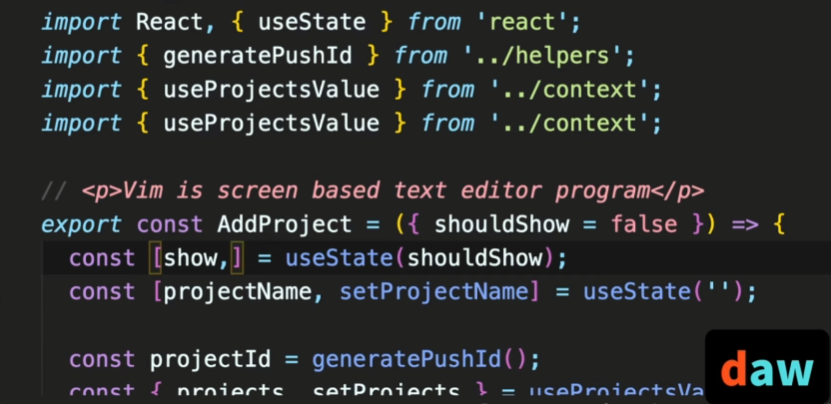 import React, { useState } from 'react';
import { generatePushId } from '../helpers';
import { useProjectsValue } from '../context';
import { useProjectsValue } from '../context';
// <p>Vim is screen based text editor program</p>
export const AddProject = ({ shouldShow = false }) => {
const [show,] = useState(shouldShow);
const [projectName, setProjectName] = useState('');
const projectId = generatePushId();
const { projects, setProjects } = useProjectsVa
daw